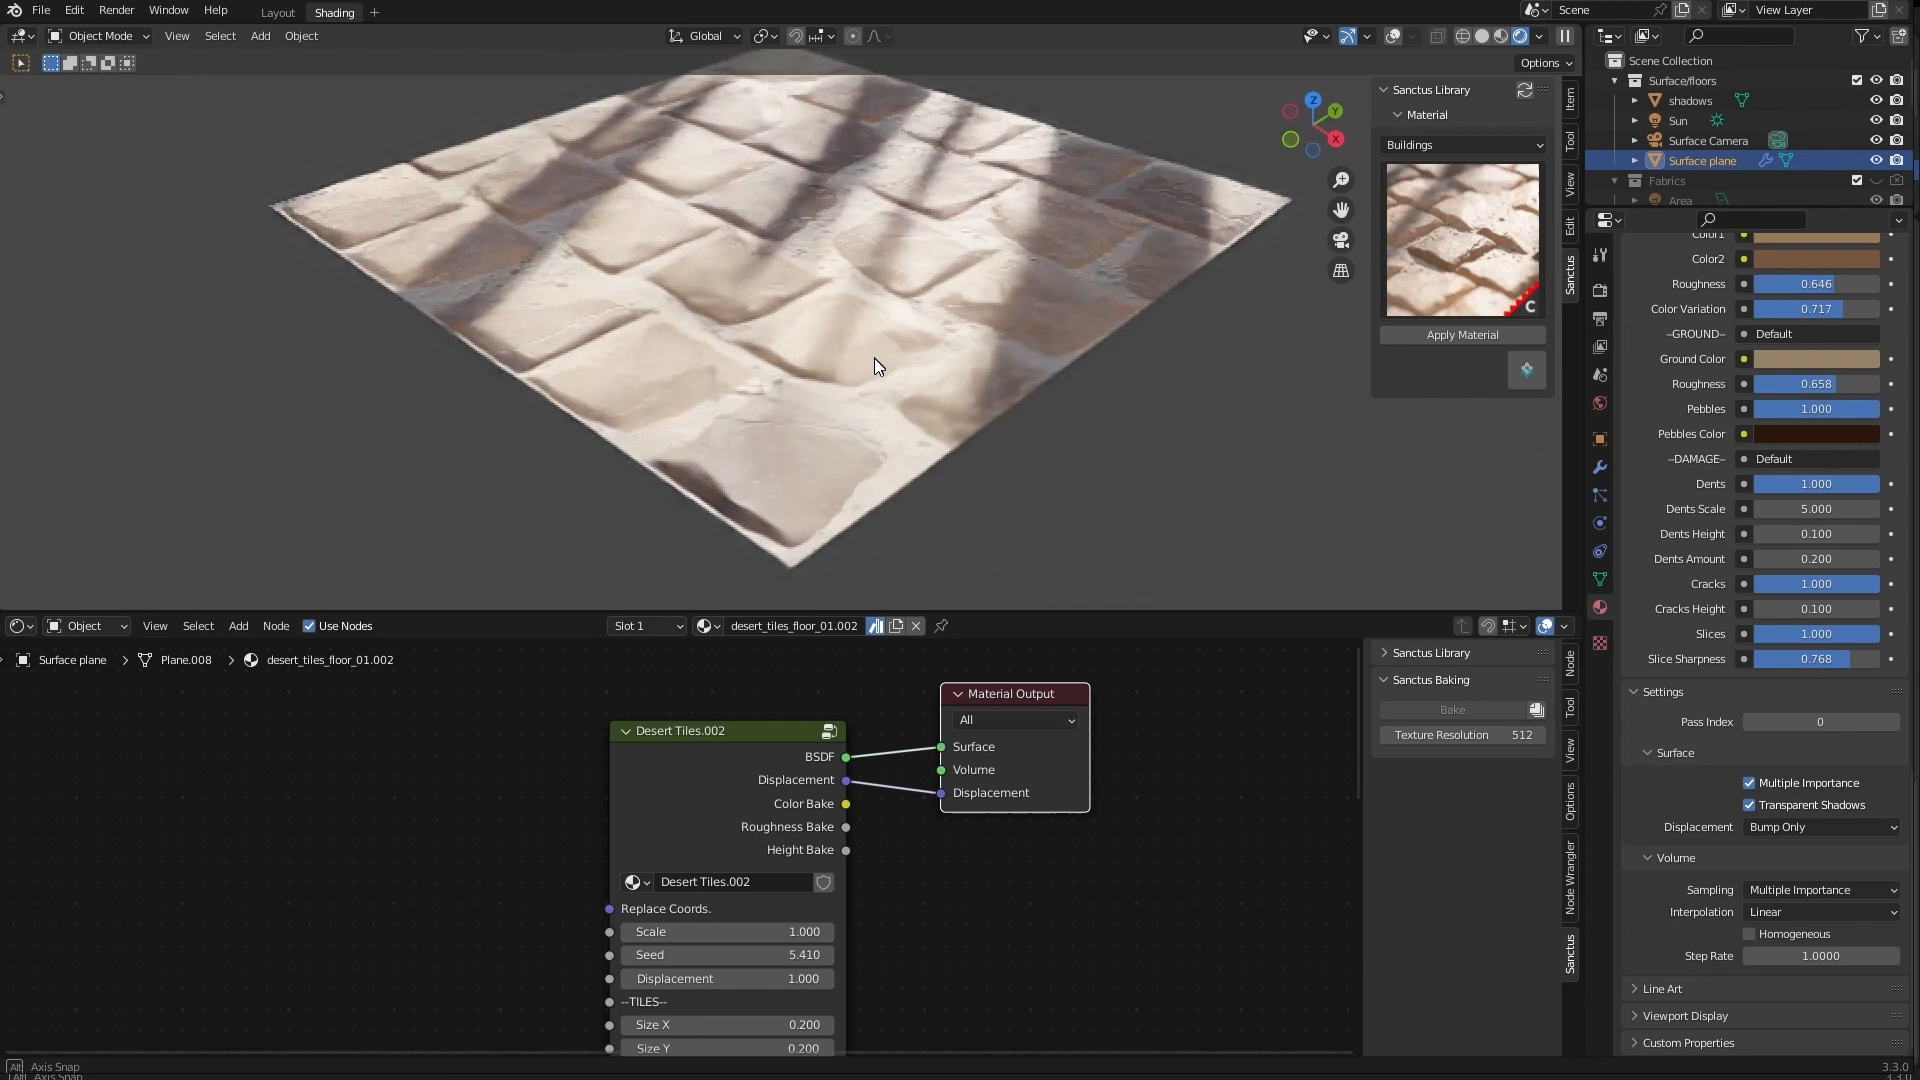 File Edit Render Window Help Layout Shading + Scene View Layer
Object Mode View Select Add Object Global
Options
Scene Collection
Surface/floors
shadows
Sun
Surface Camera
Surface plane
Fabrics
Area
Sanctus Library
Material
Buildings
C
Apply Material
Z
Y
X
Item
Tool
View
Edit
Sanctus
Color1
Color2
Roughness 0.646
Color Variation 0.717
--GROUND-- Default
Ground Color
Roughness 0.658
Pebbles 1.000
Pebbles Color
--DAMAGE-- Default
Dents 1.000
Dents Scale 5.000
Dents Height 0.100
Dents Amount 0.200
Cracks 1.000
Cracks Height 0.100
Slices 1.000
Slice Sharpness 0.768
Settings
Pass Index 0
Surface
Multiple Importance
Transparent Shadows
Displacement Bump Only
Volume
Sampling Multiple Importance
Interpolation Linear
Homogeneous
Step Rate 1.0000
Line Art
Viewport Display
Custom Properties
Object View Select Add Node Use Nodes Slot 1 desert_tiles_floor_01.002
Surface plane > Plane.008 > desert_tiles_floor_01.002
Material Output
All
Surface
Volume
Displacement
Desert Tiles.002
BSDF
Displacement
Color Bake
Roughness Bake
Height Bake
Desert Tiles.002
Replace Coords.
Scale 1.000
Seed 5.410
Displacement 1.000
--TILES--
Size X 0.200
Size Y 0.200
Sanctus Library
Sanctus Baking
Bake
Texture Resolution 512
Node
Tool
View
Options
Node Wrangler
Sanctus
Alt Axis Snap
3.3.0